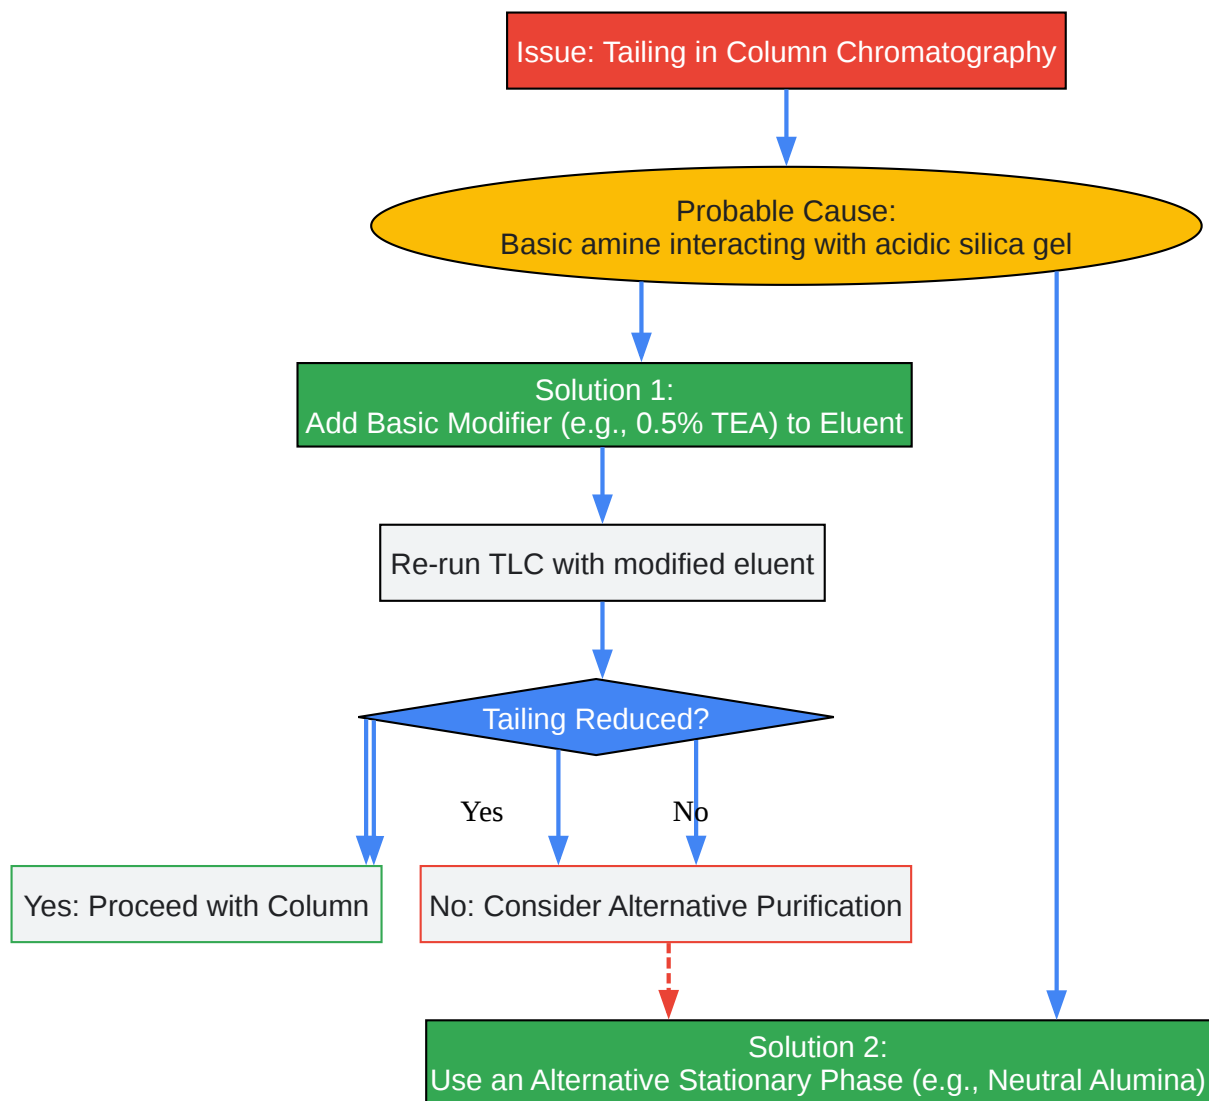 Issue: Tailing in Column Chromatography
Probable Cause:
Basic amine interacting with acidic silica gel
Solution 1:
Add Basic Modifier (e.g., 0.5% TEA) to Eluent
Re-run TLC with modified eluent
Tailing Reduced?
Yes
No
Yes: Proceed with Column
No: Consider Alternative Purification
Solution 2:
Use an Alternative Stationary Phase (e.g., Neutral Alumina)